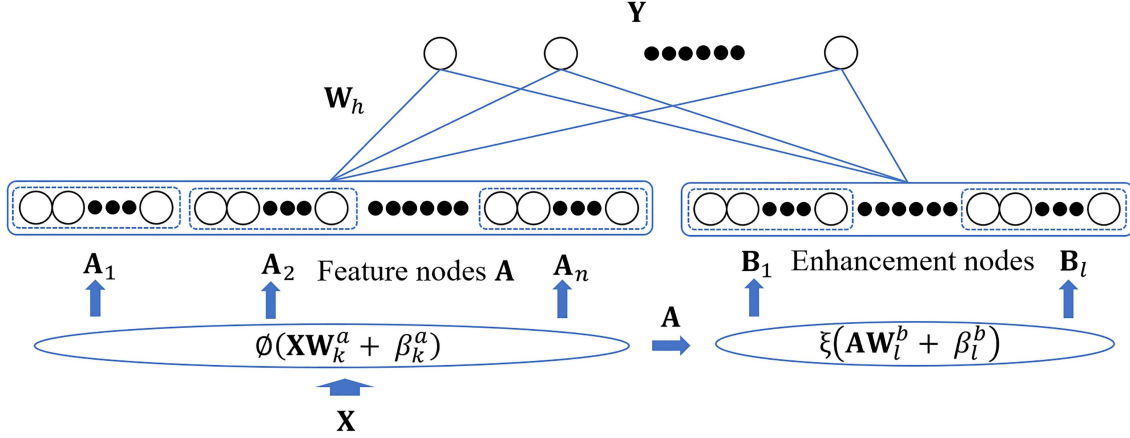 Y
W_h
A_1
A_2
Feature nodes A
A_n
B_1
Enhancement nodes
B_l
∅(XW_k^a + β_k^a)
A
ξ(AW_l^b + β_l^b)
X